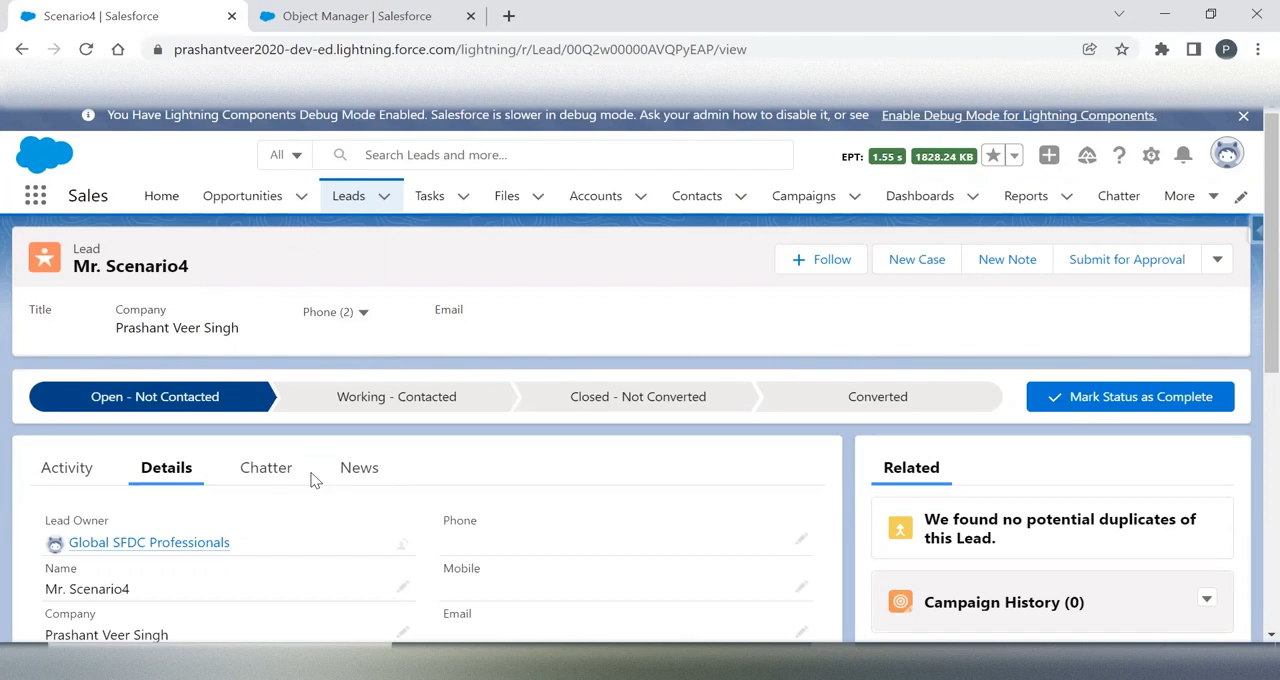 Scenario4 | Salesforce
Object Manager | Salesforce
prashantveer2020-dev-ed.lightning.force.com/lightning/r/Lead/00Q2w00000AVQPyEAP/view
P
You Have Lightning Components Debug Mode Enabled. Salesforce is slower in debug mode. Ask your admin how to disable it, or see Enable Debug Mode for Lightning Components.
All
Search Leads and more...
EPT: 1.55 s 1828.24 KB
Sales
Home
Opportunities
Leads
Tasks
Files
Accounts
Contacts
Campaigns
Dashboards
Reports
Chatter
More
Lead
Mr. Scenario4
Follow
New Case
New Note
Submit for Approval
Title
Company
Prashant Veer Singh
Phone (2)
Email
Open - Not Contacted
Working - Contacted
Closed - Not Converted
Converted
Mark Status as Complete
Activity
Details
Chatter
News
Lead Owner
Global SFDC Professionals
Name
Mr. Scenario4
Company
Prashant Veer Singh
Phone
Mobile
Email
Related
We found no potential duplicates of
this Lead.
Campaign History (0)